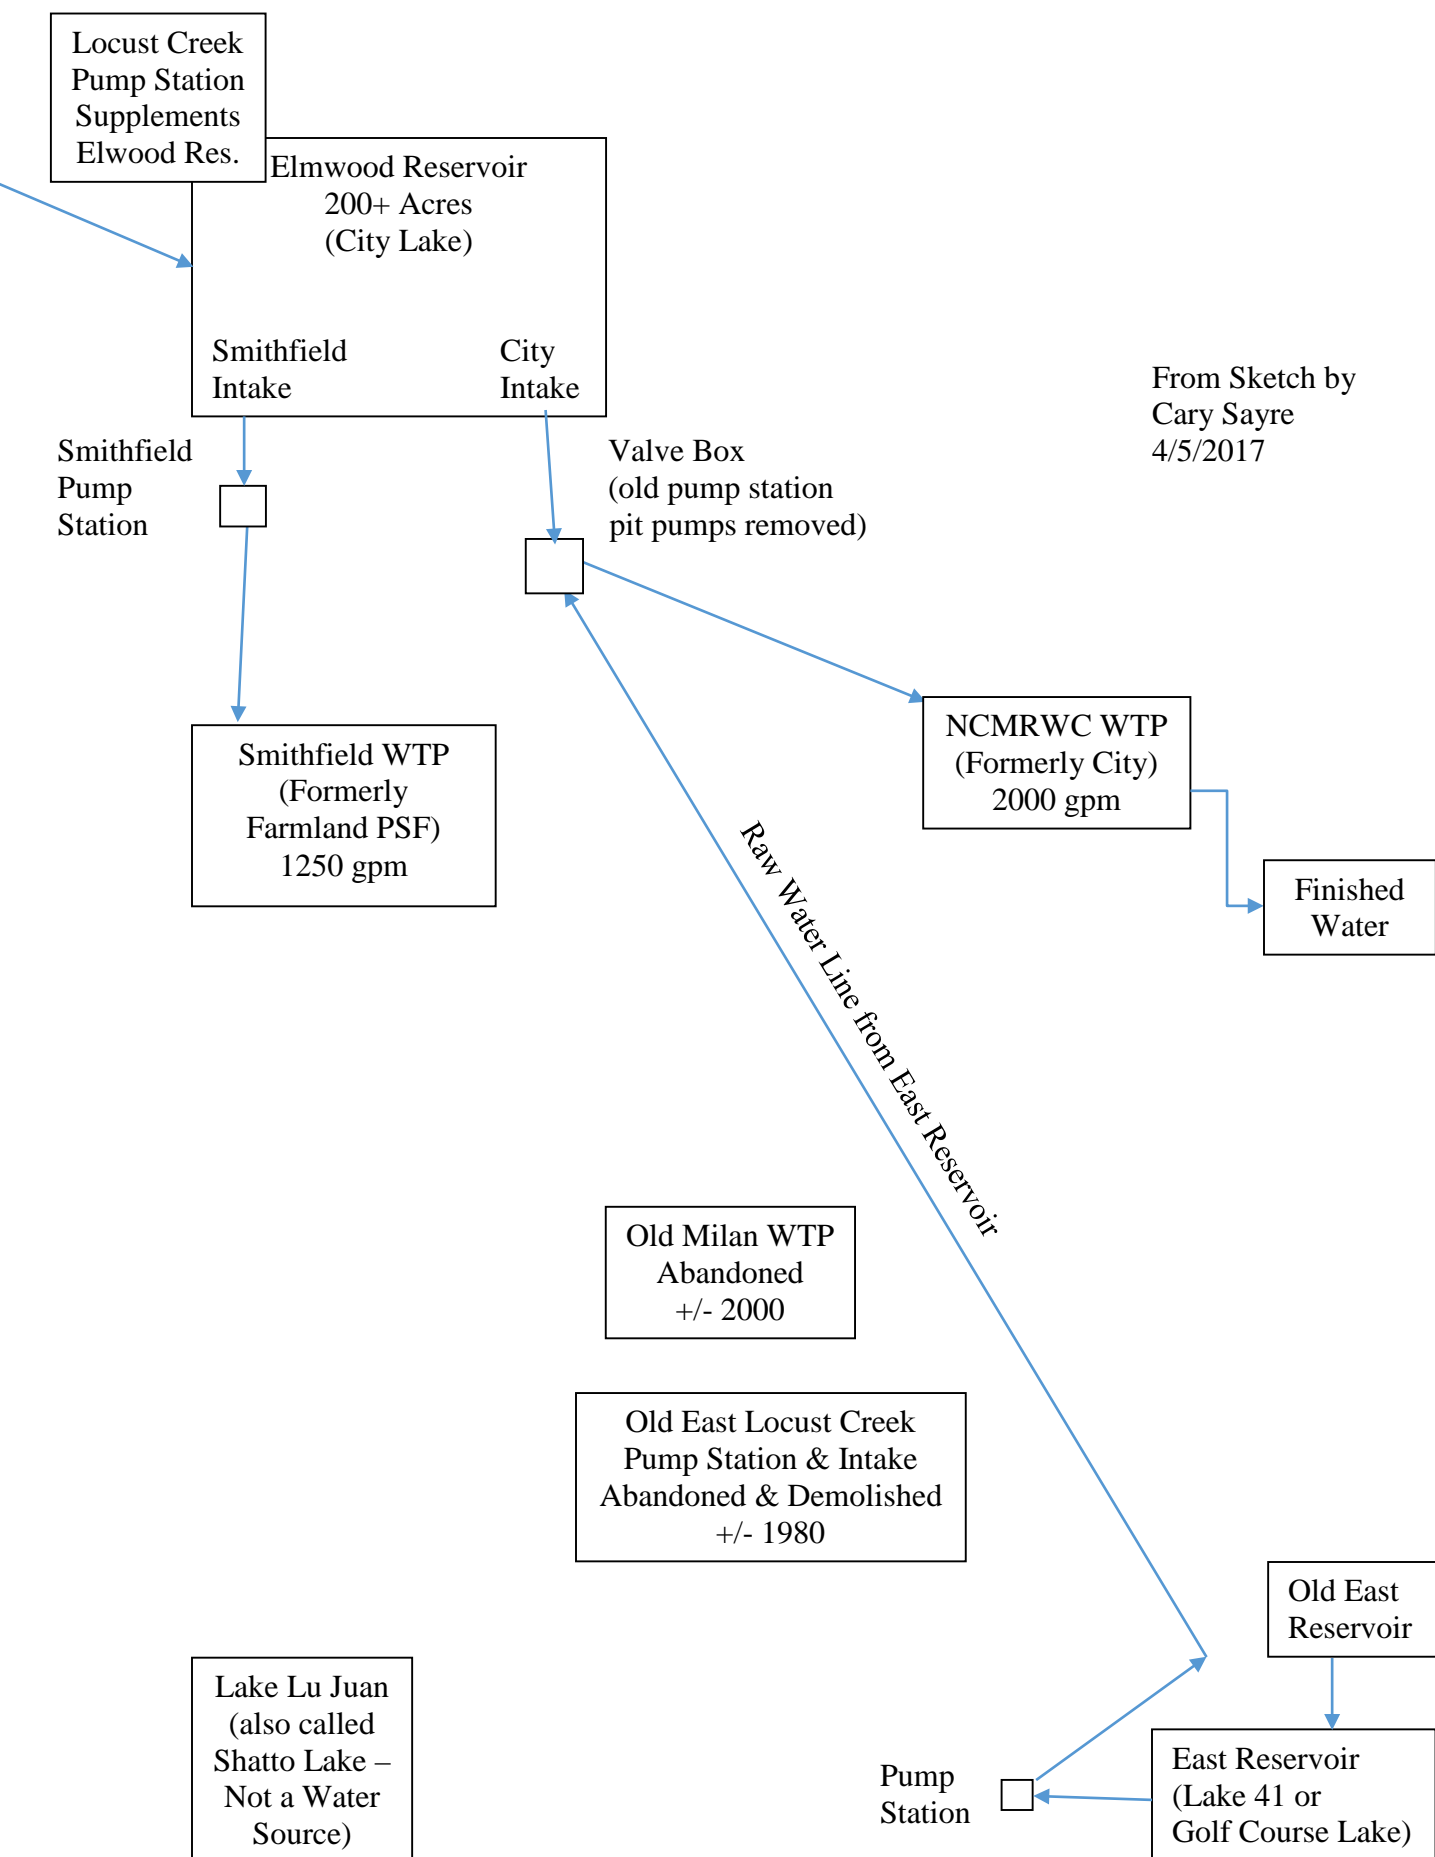 Locust Creek
Pump Station
Supplements
Elwood Res.
Elmwood Reservoir
200+ Acres
(City Lake)
Smithfield
Intake
City
Intake
From Sketch by
Cary Sayre
4/5/2017
Smithfield
Pump
Station
Valve Box
(old pump station
pit pumps removed)
Smithfield WTP
(Formerly
Farmland PSF)
1250 gpm
NCMRWC WTP
(Formerly City)
2000 gpm
Finished
Water
Raw Water Line from East Reservoir
Old Milan WTP
Abandoned
+/- 2000
Old East Locust Creek
Pump Station & Intake
Abandoned & Demolished
+/- 1980
Old East
Reservoir
Lake Lu Juan
(also called
Shatto Lake –
Not a Water
Source)
Pump
Station
East Reservoir
(Lake 41 or
Golf Course Lake)